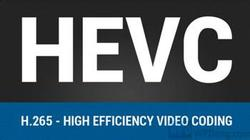 HEVC
H.265 - HIGH EFFICIENCY VIDEO CODING